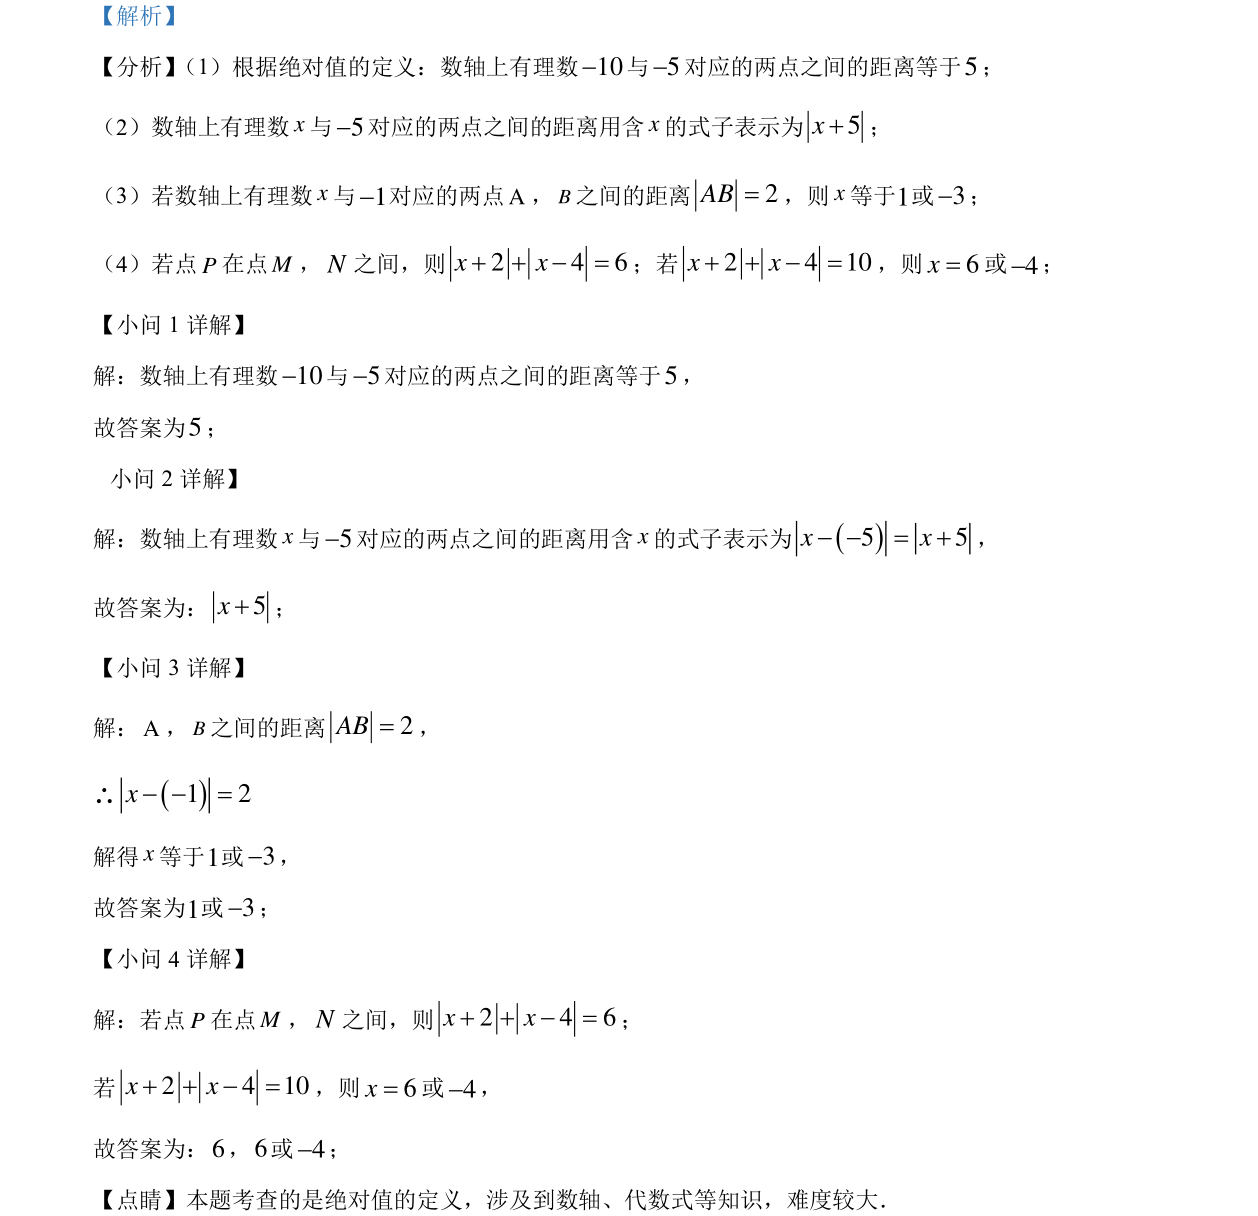 【解析】
【分析】（1）根据绝对值的定义：数轴上有理数−10与−5对应的两点之间的距离等于5；
（2）数轴上有理数x与−5对应的两点之间的距离用含x的式子表示为|x+5|；
（3）若数轴上有理数x与−1对应的两点A，B之间的距离|AB|=2，则x等于1或−3；
（4）若点P在点M，N之间，则|x+2|+|x−4|=6；若|x+2|+|x−4|=10，则x=6或−4；
【小问1详解】
解：数轴上有理数−10与−5对应的两点之间的距离等于5，
故答案为5；
小问2详解】
解：数轴上有理数x与−5对应的两点之间的距离用含x的式子表示为|x−(−5)|=|x+5|，
故答案为：|x+5|；
【小问3详解】
解：A，B之间的距离|AB|=2，
∴|x−(−1)|=2
解得x等于1或−3，
故答案为1或−3；
【小问4详解】
解：若点P在点M，N之间，则|x+2|+|x−4|=6；
若|x+2|+|x−4|=10，则x=6或−4，
故答案为：6，6或−4；
【点睛】本题考查的是绝对值的定义，涉及到数轴、代数式等知识，难度较大．